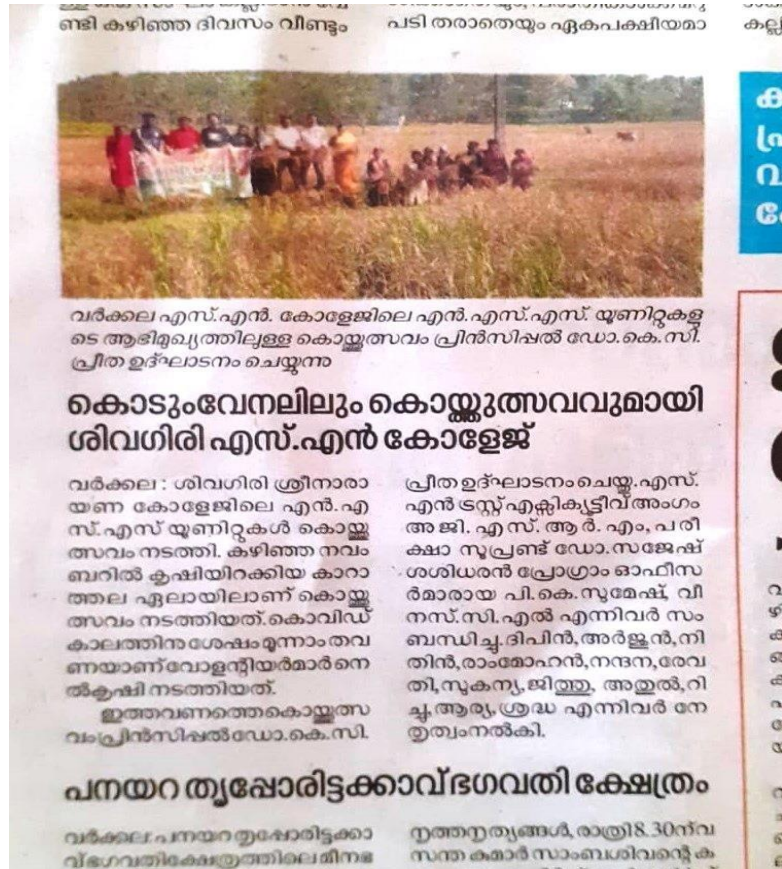 ണ്ടി കഴിഞ്ഞ ദിവസം വീണ്ടും
പടി തരാതെയും ഏകപക്ഷീയമാ
വർക്കല എസ്.എൻ. കോളേജിലെ എൻ.എസ്.എസ്. യൂണിറ്റുകളു
ടെ ആഭിമുഖ്യത്തിലുള്ള കൊയ്ത്തുത്സവം പ്രിൻസിപ്പൽ ഡോ.കെ.സി.
പ്രീത ഉദ്ഘാടനം ചെയ്യുന്നു
കൊടുംവേനലിലും കൊയ്ത്തുത്സവവുമായി
ശിവഗിരി എസ്.എൻ കോളേജ്
വർക്കല : ശിവഗിരി ശ്രീനാരാ
യണ കോളേജിലെ എൻ.എ
സ്.എസ് യൂണിറ്റുകൾ കൊയ്ത്തു
ത്സവം നടത്തി. കഴിഞ്ഞ നവം
ബറിൽ കൃഷിയിറക്കിയ കാറാ
ത്തല ഏലായിലാണ് കൊയ്ത്തു
ത്സവം നടത്തിയത്.കൊവിഡ്
കാലത്തിനുശേഷം മൂന്നാം തവ
ണയാണ് വോളന്റിയർമാർ നെ
ൽകൃഷി നടത്തിയത്.
ഇത്തവണത്തെ കൊയ്ത്തുത്സ
വം പ്രിൻസിപ്പൽ ഡോ.കെ.സി.
പ്രീത ഉദ്ഘാടനം ചെയ്തു.എസ്.
എൻ ട്രസ്റ്റ് എക്സിക്യുട്ടീവ് അംഗം
അജി. എസ്.ആർ. എം, പരീ
ക്ഷാ സൂപ്രണ്ട് ഡോ.സജേഷ്
ശശിധരൻ പ്രോഗ്രാം ഓഫീസ
ർമാരായ പി.കെ.സുമേഷ്, വീ
നസ്.സി.എൽ എന്നിവർ സം
ബന്ധിച്ചു.ദിപിൻ,അർജുൻ,നി
തിൻ,രാംമോഹൻ,നന്ദന,രേവ
തി,സുകന്യ,ജിത്തു, അതുൽ,റി
ച്ചു,ആര്യ,ശ്രദ്ധ എന്നിവർ നേ
തൃത്വംനൽകി.
പനയറ തൃപ്പോരിട്ടക്കാവ് ഭഗവതി ക്ഷേത്രം
വർക്കല: പനയറ തൃപ്പോരിട്ടക്കാ
വ് ഭഗവതിക്ഷേത്രത്തിലെ മീനഭ
നൃത്തനൃത്യങ്ങൾ, രാത്രി 8.30ന് വ
സന്ത കുമാർ സാംബശിവന്റെ ക